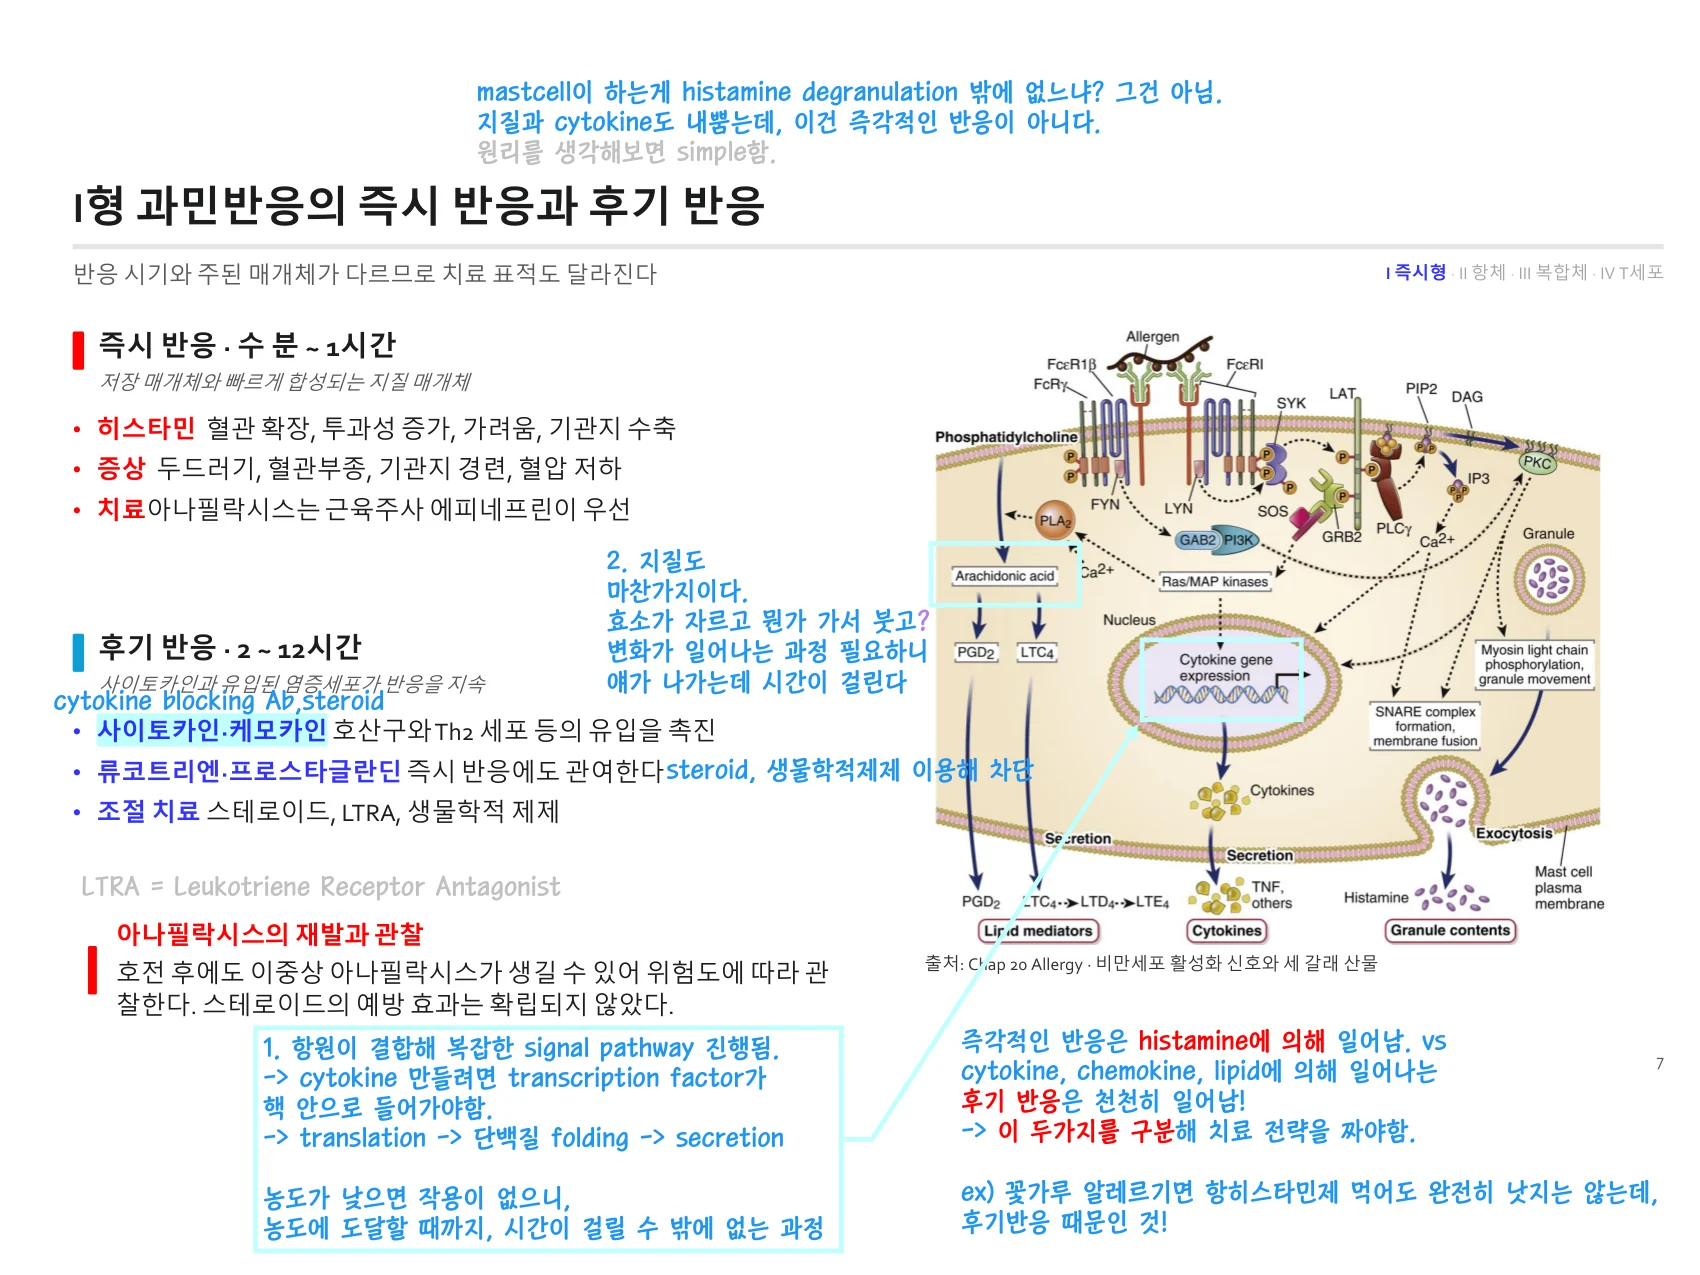 mastcell이 하는게 histamine degranulation 밖에 없느냐? 그건 아님.
지질과 cytokine도 내뿜는데, 이건 즉각적인 반응이 아니다.
원리를 생각해보면 simple함.
I형 과민반응의 즉시 반응과 후기 반응
반응 시기와 주된 매개체가 다르므로 치료 표적도 달라진다
I 즉시형 · II 항체 · III 복합체 · IV T세포
즉시 반응 · 수 분 ~ 1시간
저장 매개체와 빠르게 합성되는 지질 매개체
• 히스타민 혈관 확장, 투과성 증가, 가려움, 기관지 수축
• 증상 두드러기, 혈관부종, 기관지 경련, 혈압 저하
• 치료아나필락시스는 근육주사 에피네프린이 우선
2. 지질도
마찬가지이다.
효소가 자르고 뭔가 가서 붓고?
변화가 일어나는 과정 필요하니
얘가 나가는데 시간이 걸린다
후기 반응 · 2 ~ 12시간
사이토카인과 유입된 염증세포가 반응을 지속
cytokine blocking Ab,steroid
• 사이토카인·케모카인 호산구와 Th2 세포 등의 유입을 촉진
• 류코트리엔·프로스타글란딘 즉시 반응에도 관여한다steroid, 생물학적제제 이용해 차단
• 조절 치료 스테로이드, LTRA, 생물학적 제제
LTRA = Leukotriene Receptor Antagonist
아나필락시스의 재발과 관찰
호전 후에도 이중상 아나필락시스가 생길 수 있어 위험도에 따라 관
찰한다. 스테로이드의 예방 효과는 확립되지 않았다.
1. 항원이 결합해 복잡한 signal pathway 진행됨.
-> cytokine 만들려면 transcription factor가
핵 안으로 들어가야함.
-> translation -> 단백질 folding -> secretion
농도가 낮으면 작용이 없으니,
농도에 도달할 때까지, 시간이 걸릴 수 밖에 없는 과정
Allergen
FcεR1β
FcεRI
FcRγ
SYK
LAT
PIP2
DAG
Phosphatidylcholine
P
P
P
P
P
P
P
P
P
P
P
P
P
PKC
IP3
FYN
LYN
SOS
GRB2
PLCγ
Ca2+
PLA2
GAB2
PI3K
Granule
Arachidonic acid
Ca2+
Ras/MAP kinases
Nucleus
PGD2
LTC4
Cytokine gene
expression
Myosin light chain
phosphorylation,
granule movement
SNARE complex
formation,
membrane fusion
Cytokines
Secretion
Secretion
Exocytosis
Mast cell
plasma
membrane
PGD2
LTC4 LTD4 LTE4
TNF,
others
Histamine
Lipid mediators
Cytokines
Granule contents
출처: Chap 20 Allergy · 비만세포 활성화 신호와 세 갈래 산물
즉각적인 반응은 histamine에 의해 일어남. vs
cytokine, chemokine, lipid에 의해 일어나는
후기 반응은 천천히 일어남!
-> 이 두가지를 구분해 치료 전략을 짜야함.
ex) 꽃가루 알레르기면 항히스타민제 먹어도 완전히 낫지는 않는데,
후기반응 때문인 것!
7